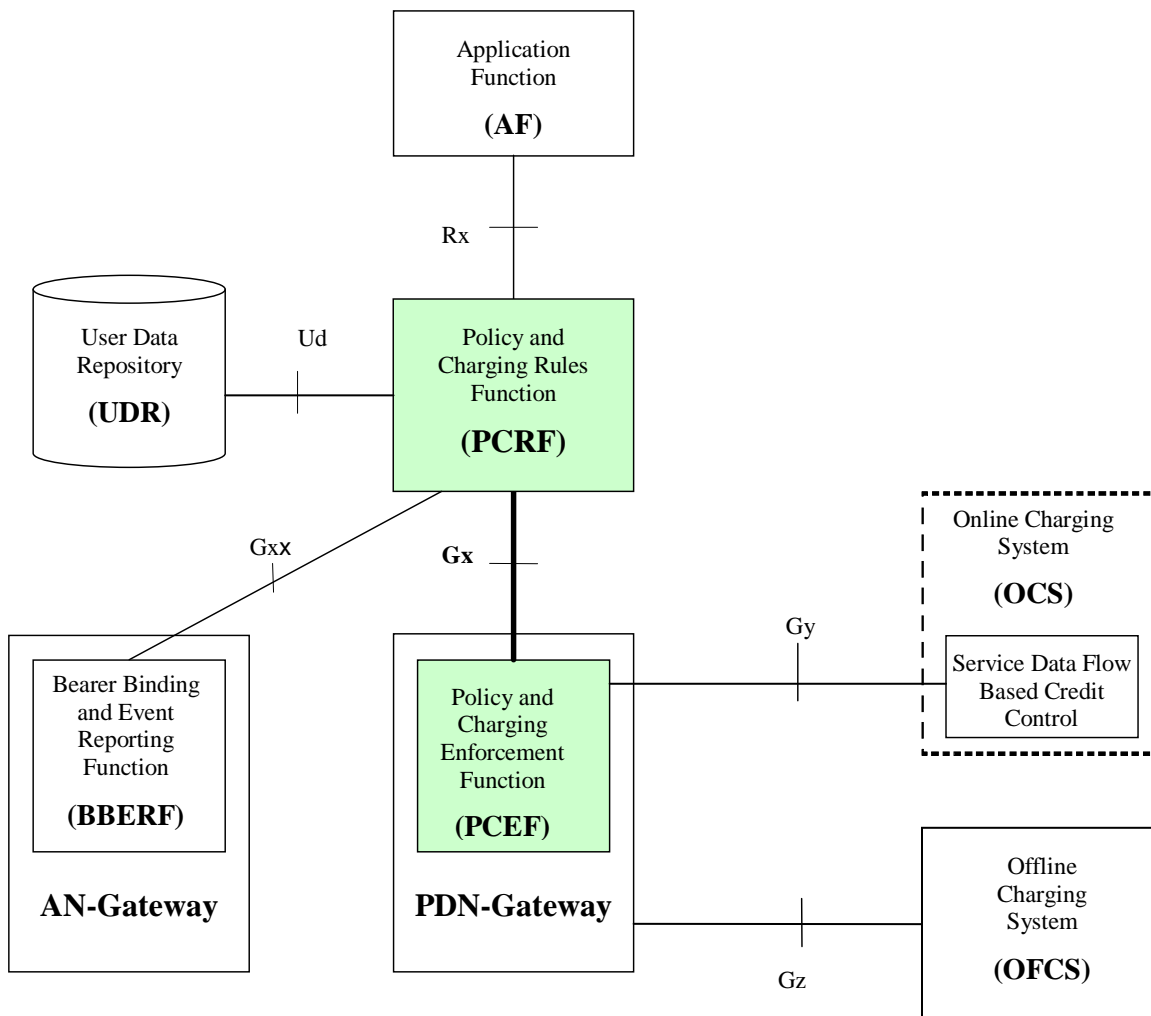 Application
Function
(AF)
Rx
User Data
Repository
(UDR)
Ud
Policy and
Charging Rules
Function
(PCRF)
Gxx
Gx
Online Charging
System
(OCS)
Service Data Flow
Based Credit
Control
Gy
Bearer Binding
and Event
Reporting
Function
(BBERF)
AN-Gateway
Policy and
Charging
Enforcement
Function
(PCEF)
PDN-Gateway
Gz
Offline
Charging
System
(OFCS)